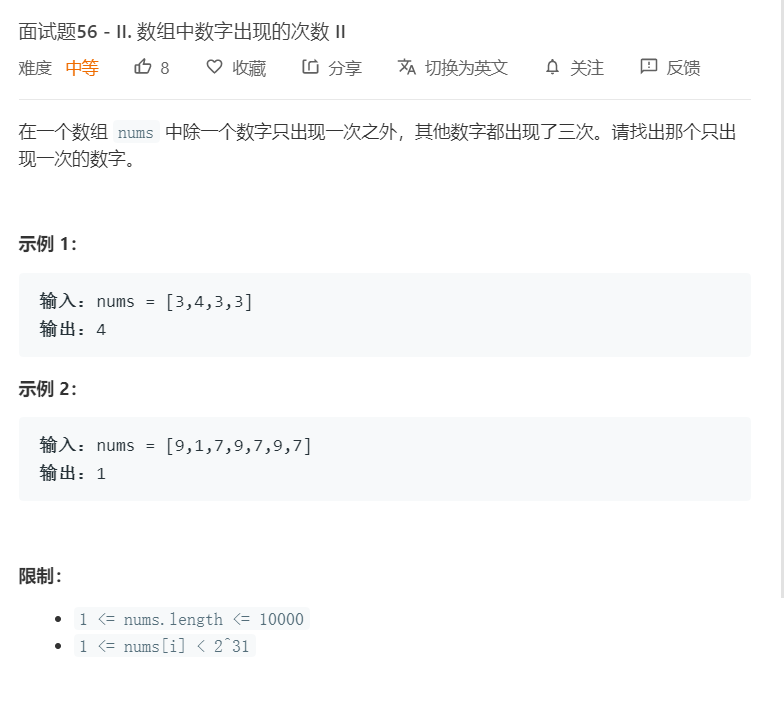 面试题56 - II. 数组中数字出现的次数 II
难度 中等 8 收藏 分享 切换为英文 关注 反馈
在一个数组 nums 中除一个数字只出现一次之外，其他数字都出现了三次。请找出那个只出
现一次的数字。
示例 1：
输入：nums = [3,4,3,3]
输出：4
示例 2：
输入：nums = [9,1,7,9,7,9,7]
输出：1
限制：
1 <= nums.length <= 10000
1 <= nums[i] < 2^31